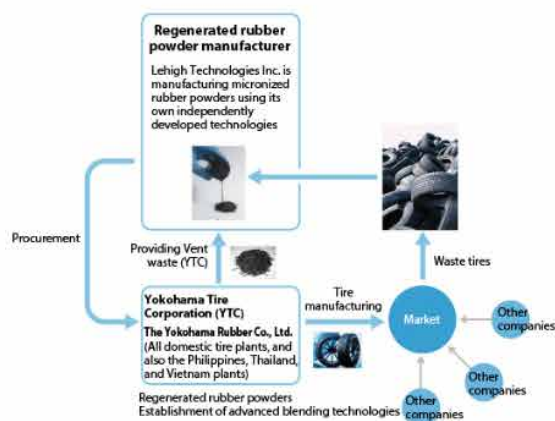 Regenerated rubber
powder manufacturer
Lehigh Technologies Inc. is
manufacturing micronized
rubber powders using its
own independently
developed technologies
Procurement
Providing Vent
waste (YTC)
Waste tires
Yokohama Tire
Corporation (YTC)
The Yokohama Rubber Co., Ltd.
(All domestic tire plants, and
also the Philippines, Thailand,
and Vietnam plants)
Tire
manufacturing
Market
Other
companies
Other
companies
Other
companies
Regenerated rubber powders
Establishment of advanced blending technologies